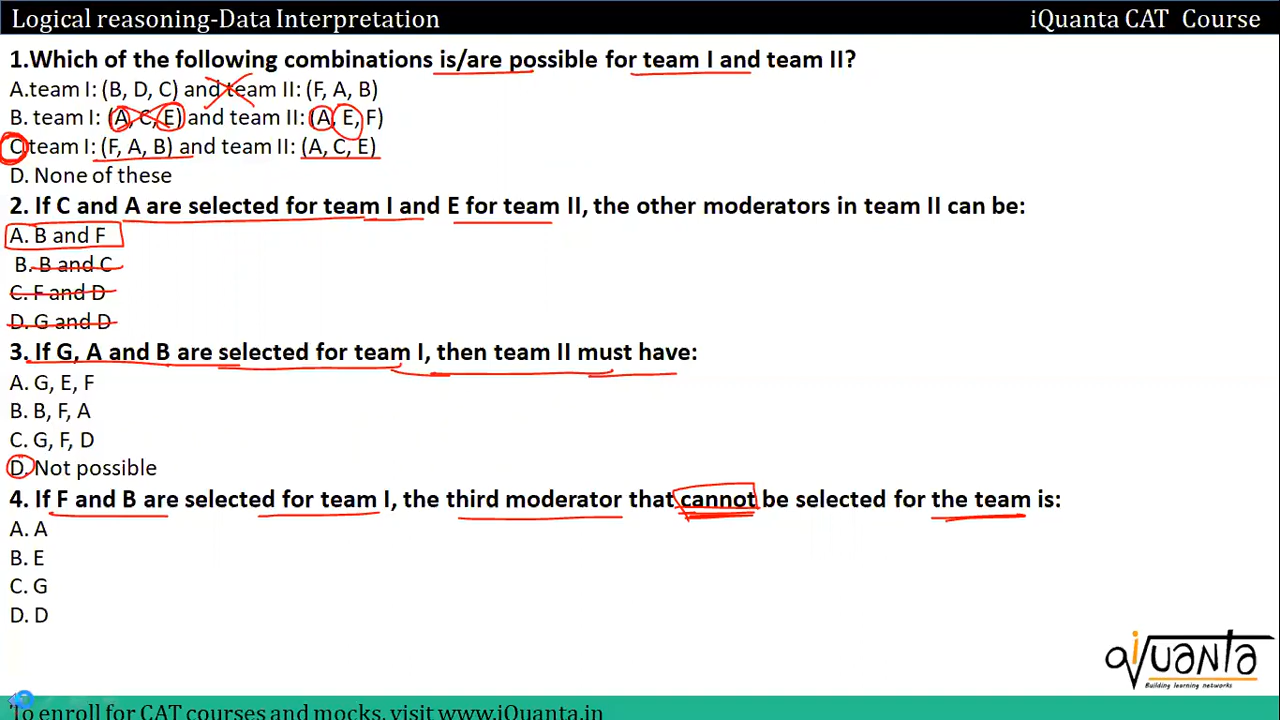 Logical reasoning-Data Interpretation
iQuanta CAT Course
1.Which of the following combinations is/are possible for team I and team II?
A.team I: (B, D, C) and team II: (F, A, B)
B. team I: (A, C, E) and team II: (A, E, F)
C.team I: (F, A, B) and team II: (A, C, E)
D. None of these
2. If C and A are selected for team I and E for team II, the other moderators in team II can be:
A. B and F
B. B and C
C. F and D
D. G and D
3. If G, A and B are selected for team I, then team II must have:
A. G, E, F
B. B, F, A
C. G, F, D
D. Not possible
4. If F and B are selected for team I, the third moderator that cannot be selected for the team is:
A. A
B. E
C. G
D. D
iQuanta
Building learning networks
To enroll for CAT courses and mocks, visit www.iQuanta.in